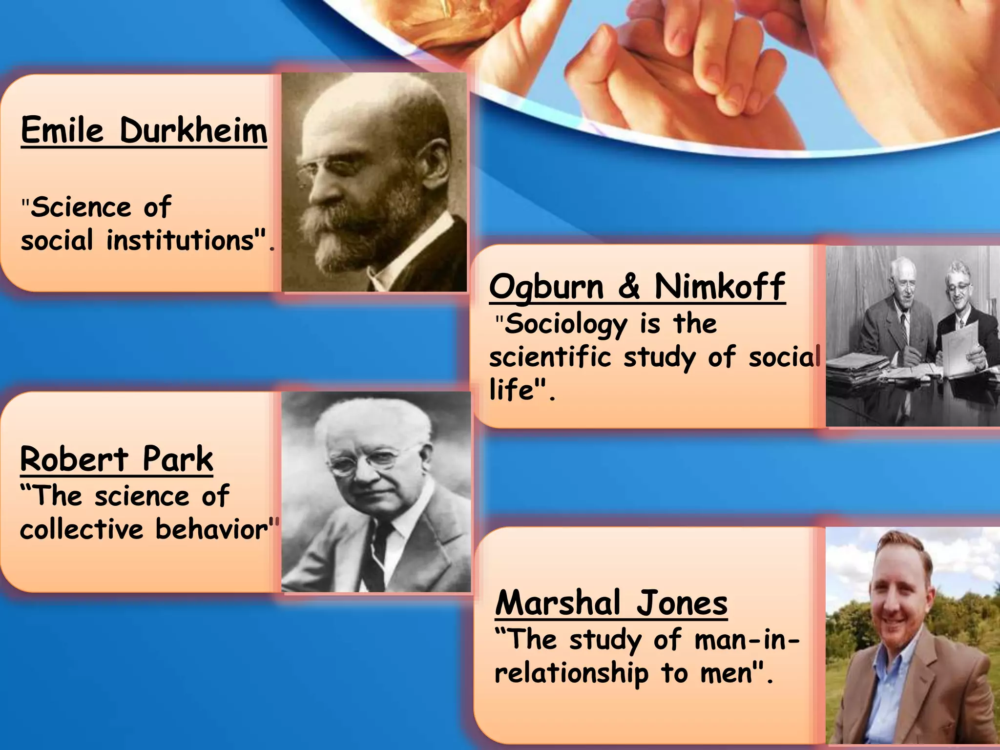 Emile Durkheim
"Science of
social institutions".
Ogburn & Nimkoff
"Sociology is the
scientific study of social
life".
Robert Park
“The science of
collective behavior"
Marshal Jones
“The study of man-in-
relationship to men".